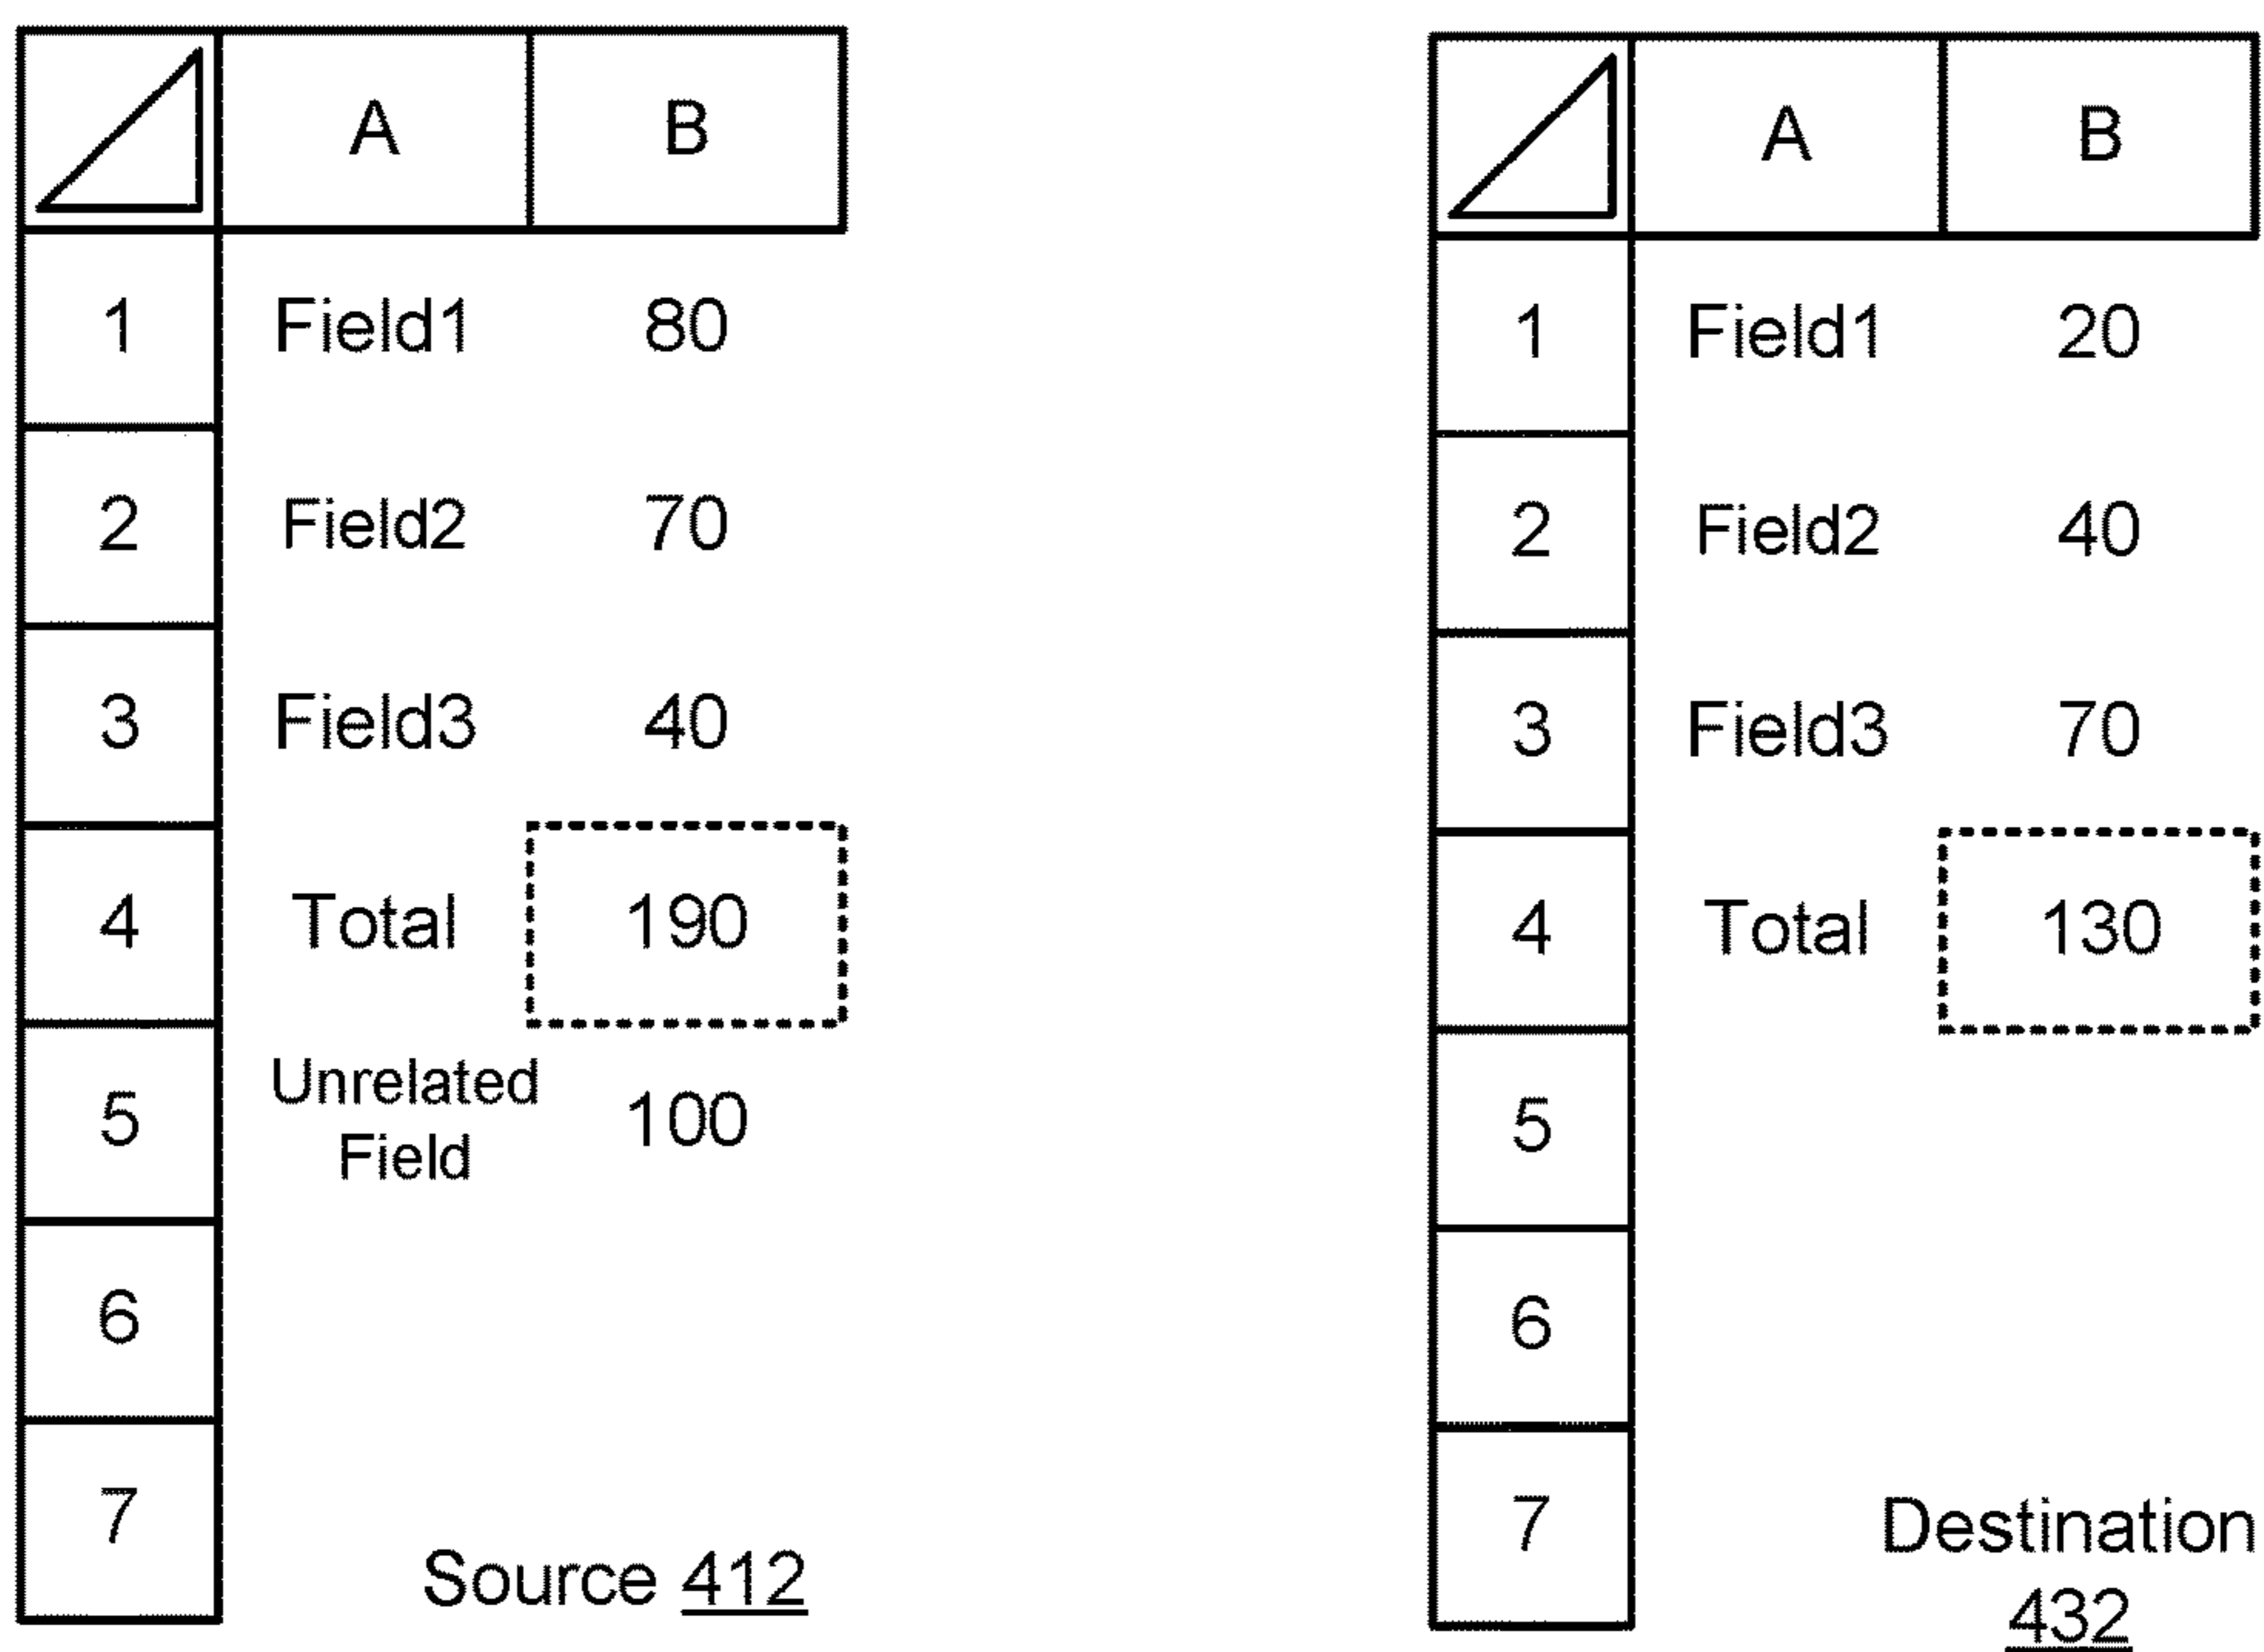 A B
1 Field1 80
2 Field2 70
3 Field3 40
4 Total 190
5 Unrelated Field 100
6
7
Source 412
A B
1 Field1 20
2 Field2 40
3 Field3 70
4 Total 130
5
6
7
Destination
432